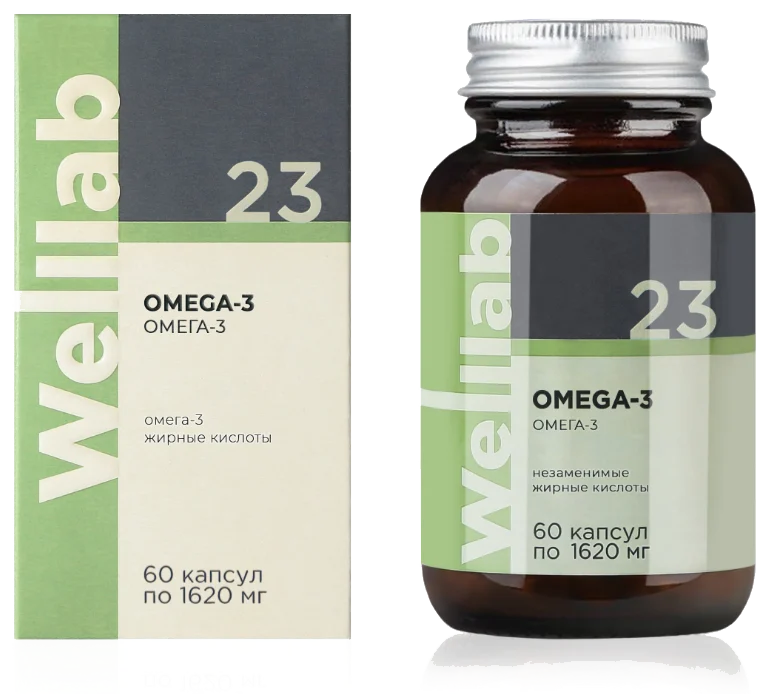 Welllab
23
OMEGA-3
ОМЕГА-3
омега-3
жирные кислоты
60 капсул
по 1620 мг
Welllab
23
OMEGA-3
ОМЕГА-3
незаменимые
жирные кислоты
60 капсул
по 1620 мг